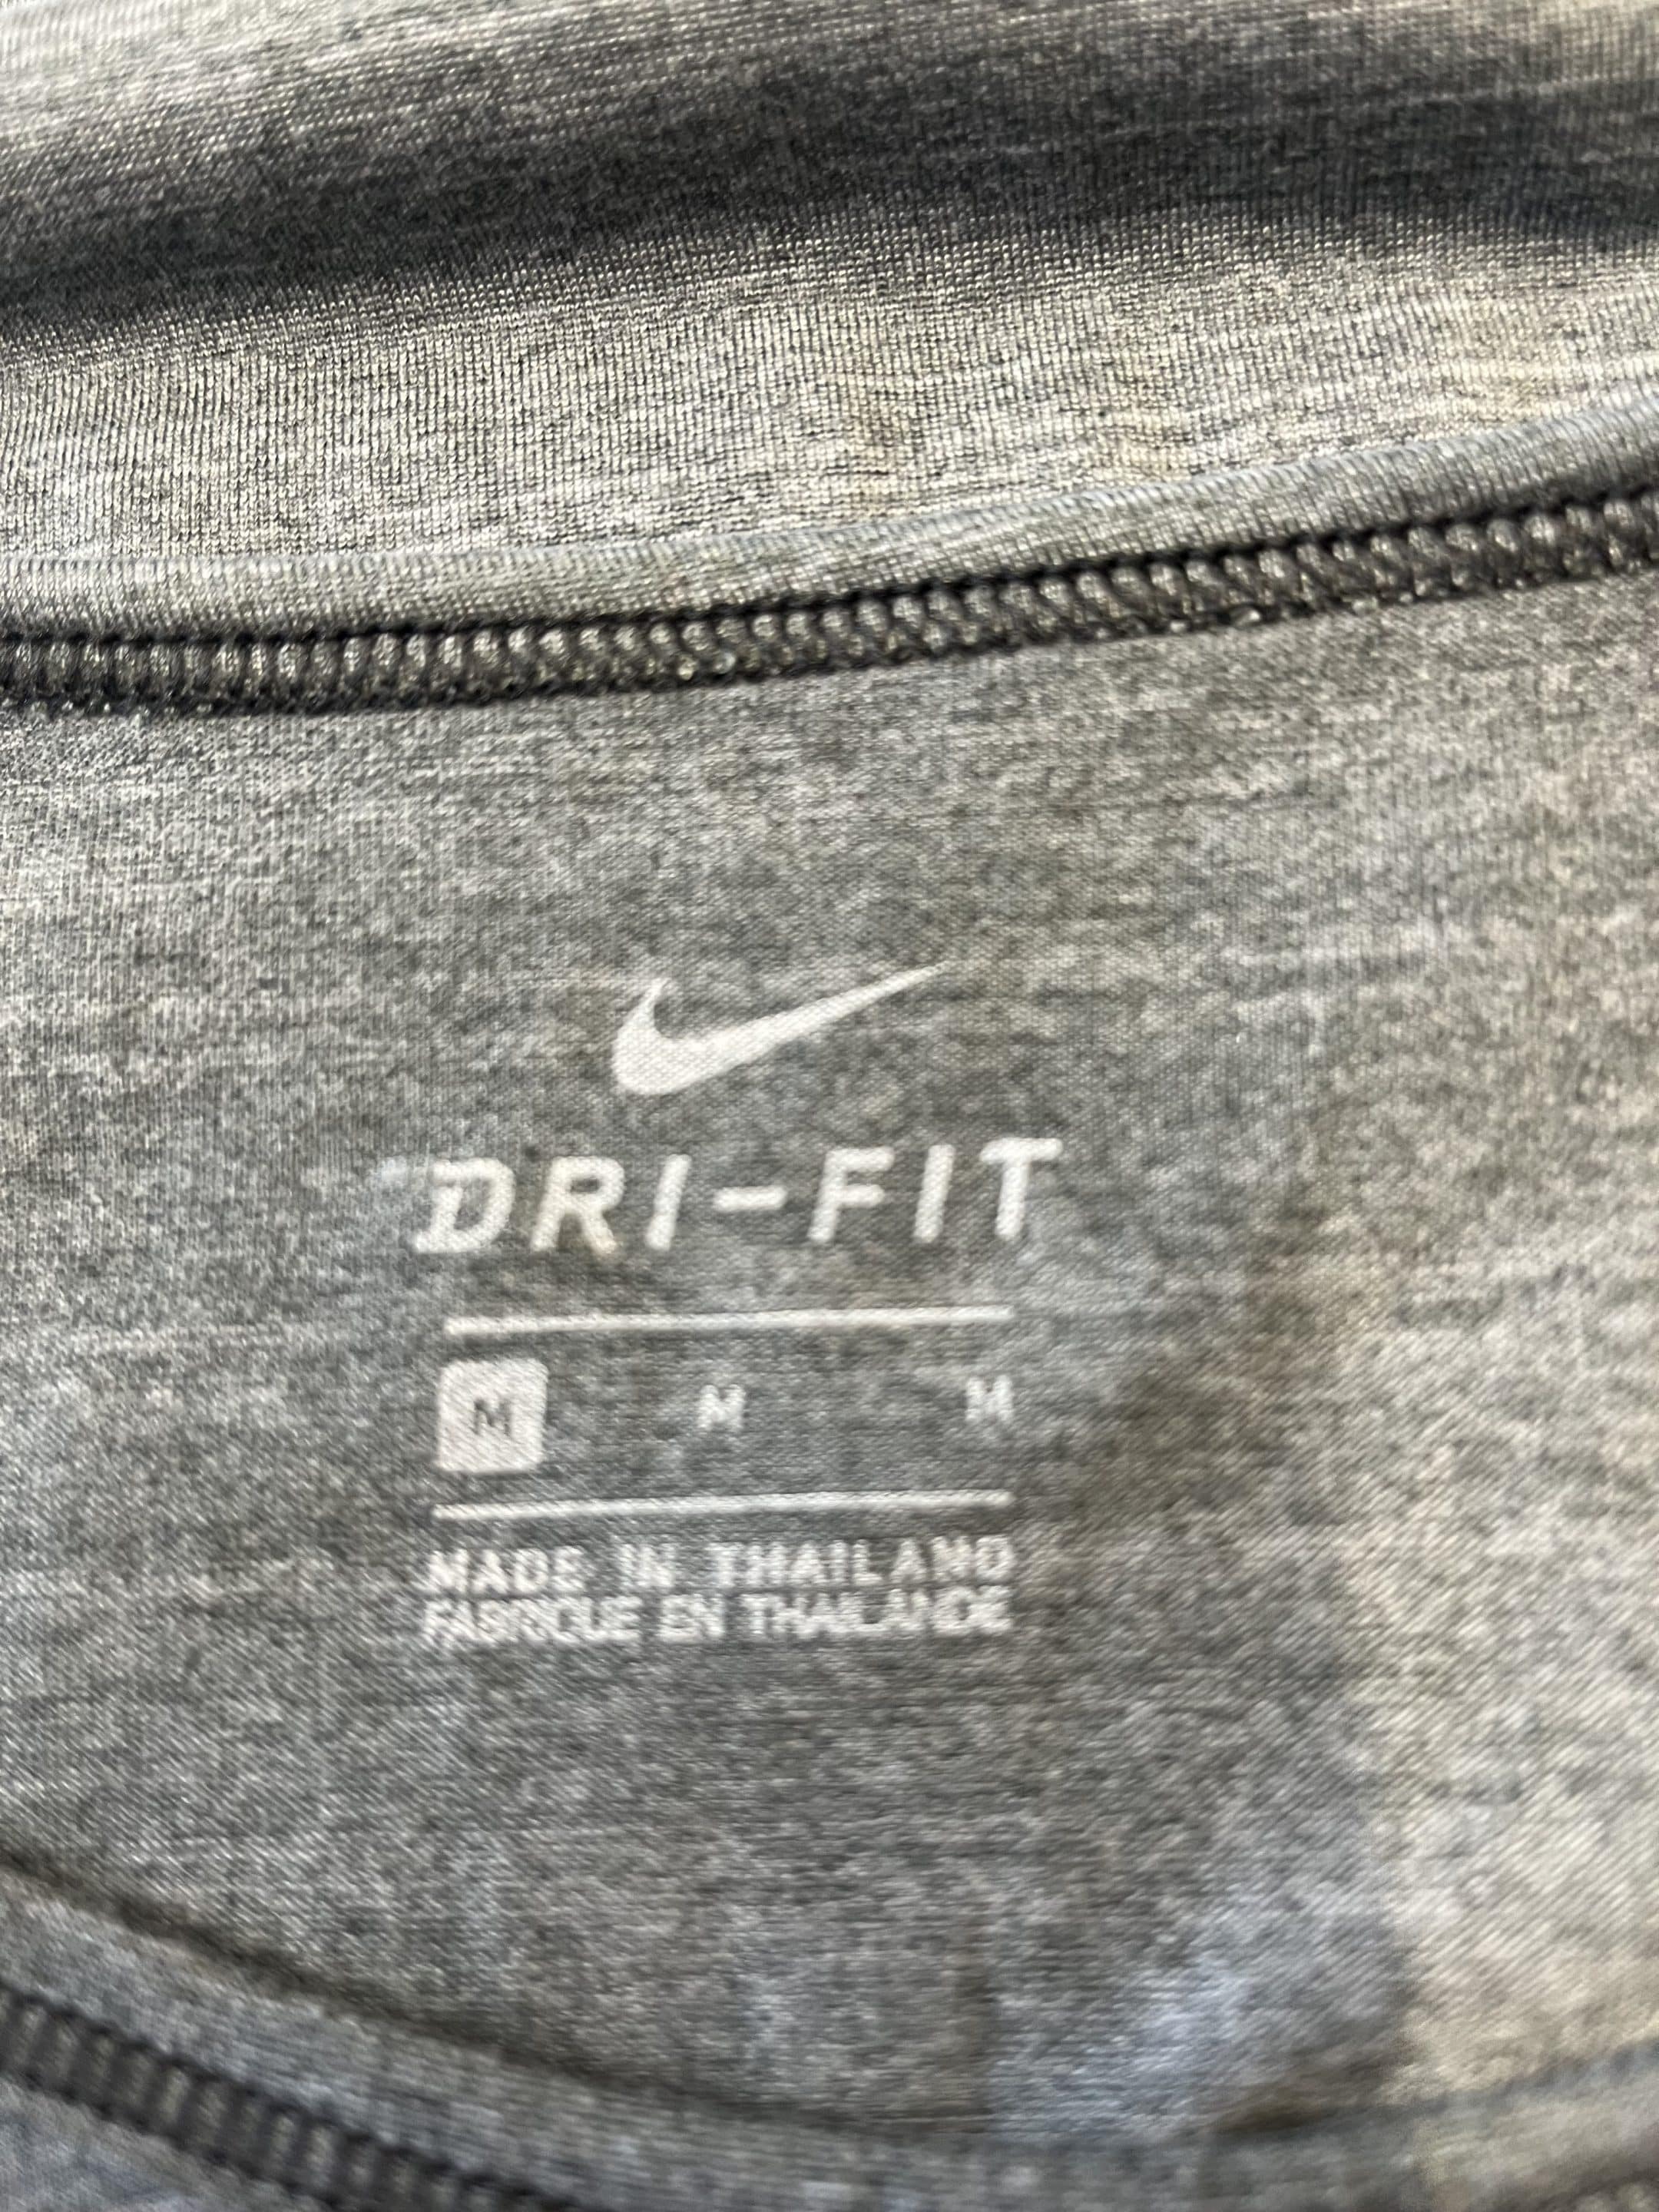 DRI-FIT
M M M
MADE IN THAILAND
FABRIQUE EN THAILANDE